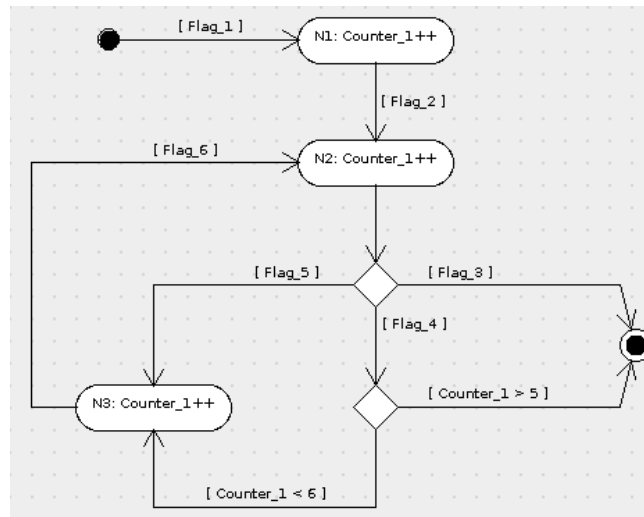 [ Flag_1 ]
N1: Counter_1++
[ Flag_2 ]
[ Flag_6 ]
N2: Counter_1++
[ Flag_5 ]
[ Flag_3 ]
[ Flag_4 ]
[ Counter_1 > 5 ]
N3: Counter_1++
[ Counter_1 < 6 ]